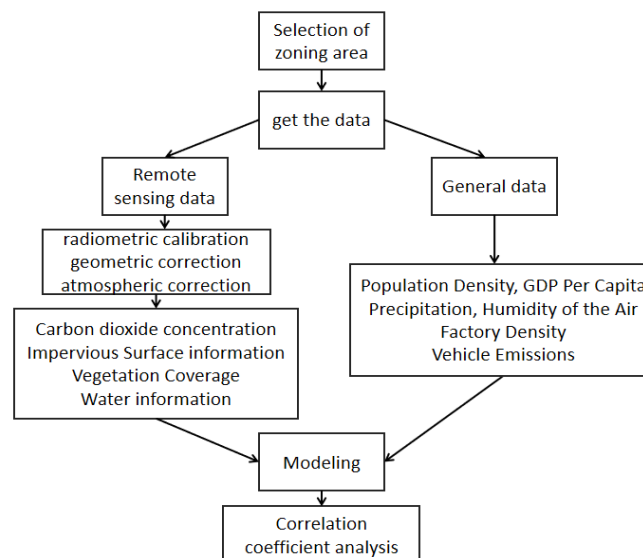 Selection of
zoning area
get the data
Remote
sensing data
General data
radiometric calibration
geometric correction
atmospheric correction
Population Density, GDP Per Capita
Precipitation, Humidity of the Air
Factory Density
Vehicle Emissions
Carbon dioxide concentration
Impervious Surface information
Vegetation Coverage
Water information
Modeling
Correlation
coefficient analysis